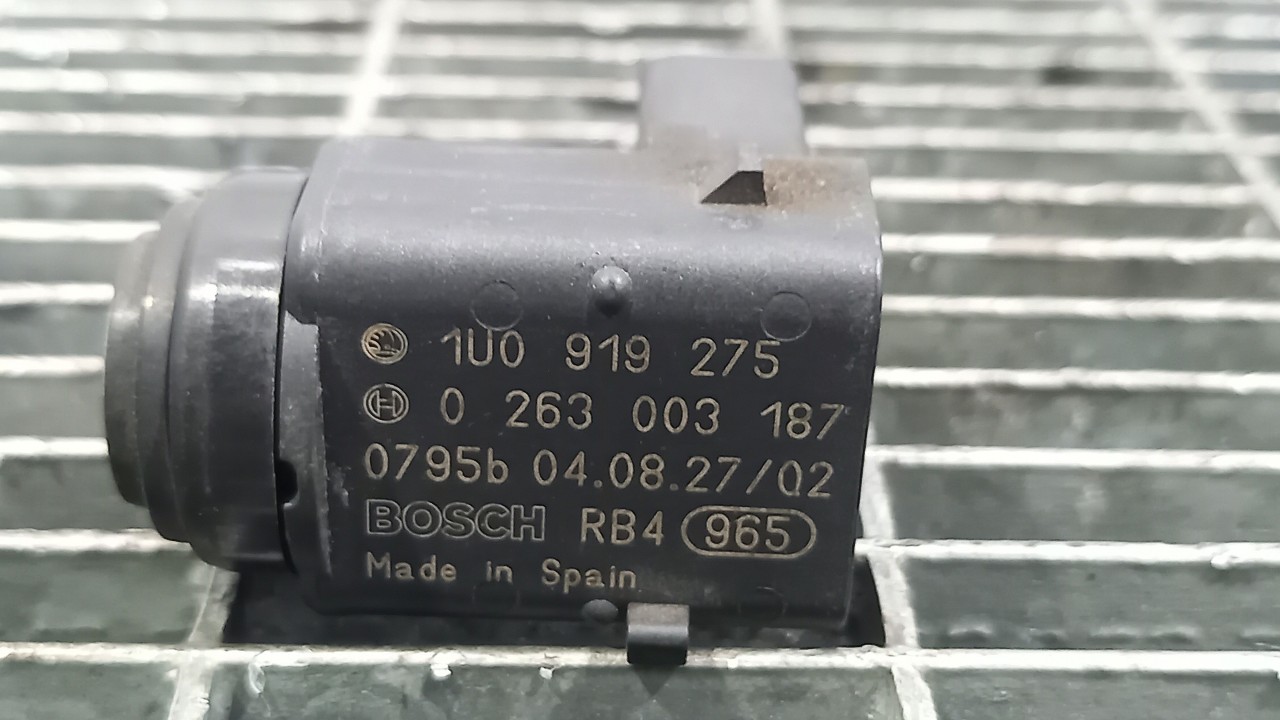 1U0 919 275
0 263 003 187
0795b 04.08.27/02
BOSCH RB4 965
Made in Spain